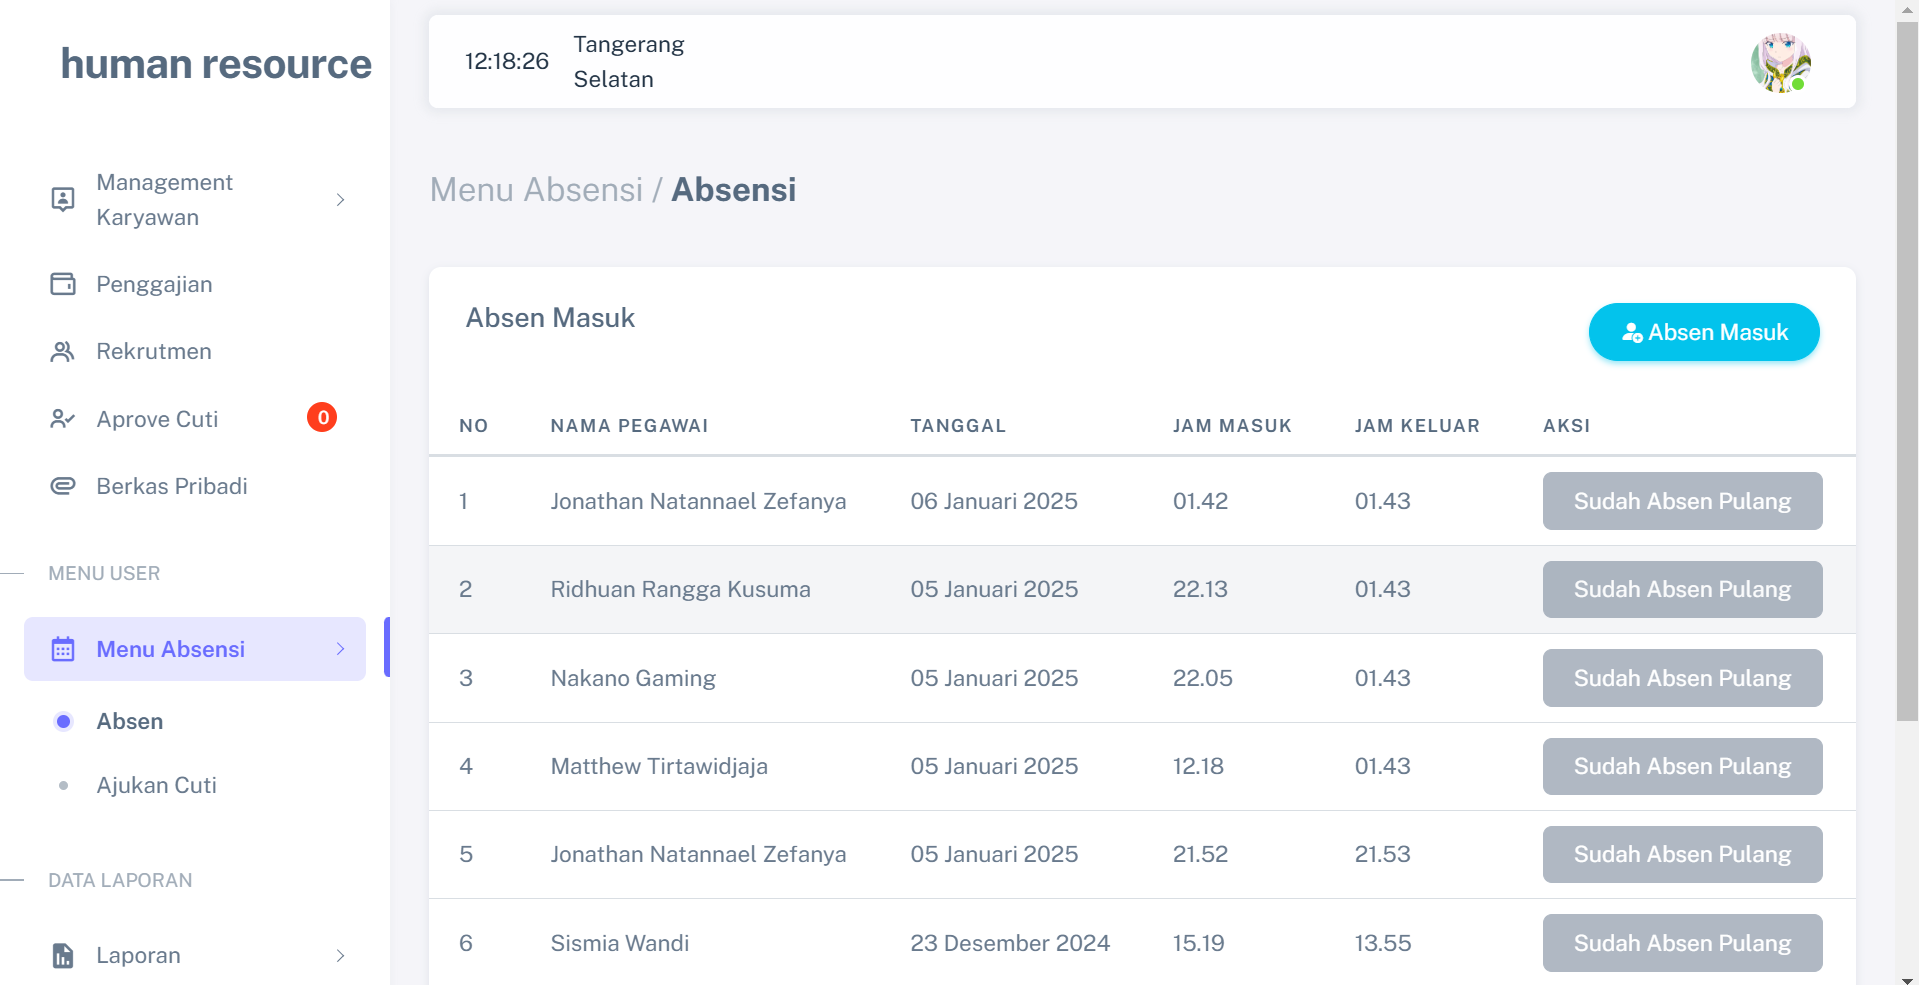 human resource
Management
Karyawan
Penggajian
Rekrutmen
Aprove Cuti 0
Berkas Pribadi
MENU USER
Menu Absensi
Absen
Ajukan Cuti
DATA LAPORAN
Laporan
12:18:26
Tangerang
Selatan
Menu Absensi / Absensi
Absen Masuk
Absen Masuk
NO NAMA PEGAWAI TANGGAL JAM MASUK JAM KELUAR AKSI
1 Jonathan Natannael Zefanya 06 Januari 2025 01.42 01.43 Sudah Absen Pulang
2 Ridhuan Rangga Kusuma 05 Januari 2025 22.13 01.43 Sudah Absen Pulang
3 Nakano Gaming 05 Januari 2025 22.05 01.43 Sudah Absen Pulang
4 Matthew Tirtawidjaja 05 Januari 2025 12.18 01.43 Sudah Absen Pulang
5 Jonathan Natannael Zefanya 05 Januari 2025 21.52 21.53 Sudah Absen Pulang
6 Sismia Wandi 23 Desember 2024 15.19 13.55 Sudah Absen Pulang